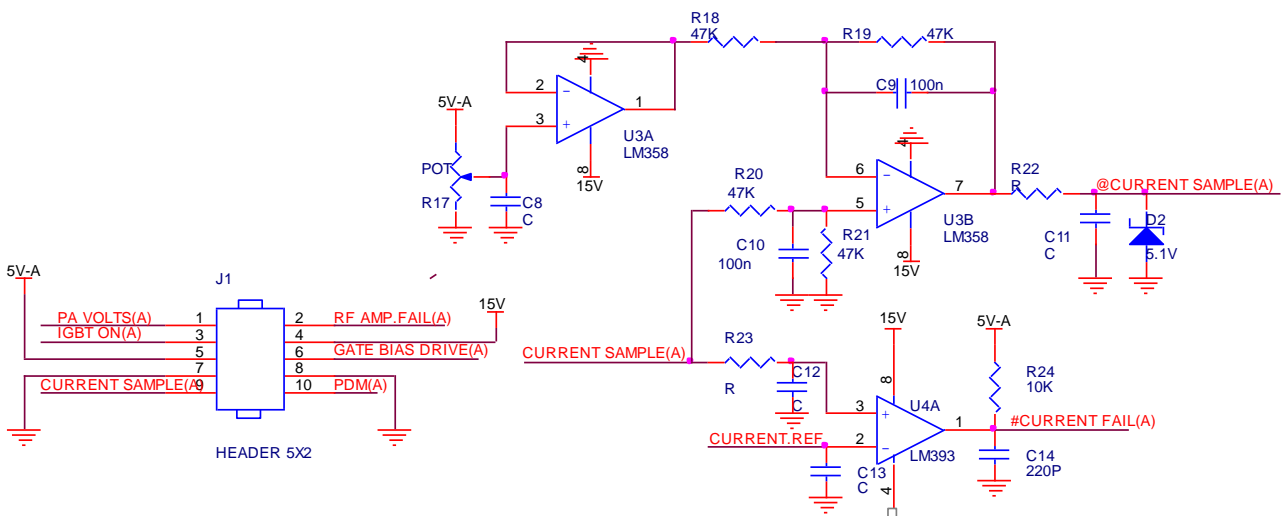 R18
47K
R19
47K
C9
100n
4
2
1
3
8
U3A
LM358
15V
5V-A
POT
R17
C8
C
R20
47K
C10
100n
R21
47K
4
6
7
5
8
U3B
LM358
15V
R22
R
@CURRENT SAMPLE(A)
C11
C
D2
5.1V
5V-A
J1
15V
PA VOLTS(A)
1
2
RF AMP.FAIL(A)
IGBT ON(A)
3
4
5
6
GATE BIAS DRIVE(A)
7
8
CURRENT SAMPLE(A)
9
10
PDM(A)
HEADER 5X2
CURRENT SAMPLE(A)
R23
R
C12
C
15V
5V-A
8
R24
10K
3
U4A
1
#CURRENT FAIL(A)
CURRENT.REF
2
LM393
C13
C
4
C14
220P